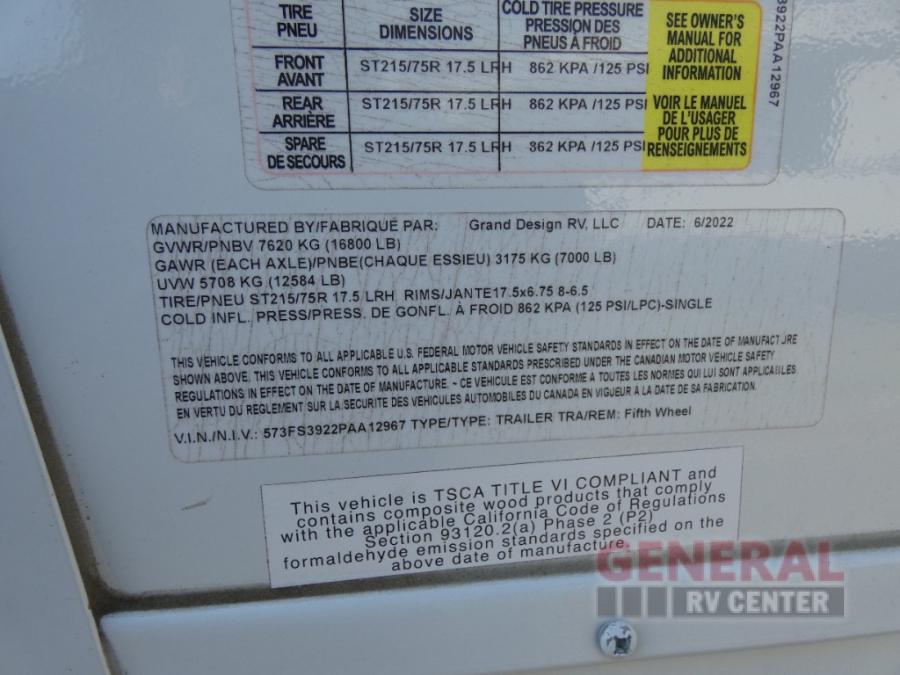 TIRE SIZE COLD TIRE PRESSURE
PNEU DIMENSIONS PRESSION DES
PNEUS À FROID
FRONT ST215/75R 17.5 LRH 862 KPA /125 PSI
AVANT
REAR ST215/75R 17.5 LRH 862 KPA /125 PSI
ARRIÈRE
SPARE ST215/75R 17.5 LRH 862 KPA /125 PSI
DE SECOURS
SEE OWNER'S
MANUAL FOR
ADDITIONAL
INFORMATION
VOIR LE MANUEL
DE L'USAGER
POUR PLUS DE
RENSEIGNEMENTS
3922PAA12967
MANUFACTURED BY/FABRIQUE PAR: Grand Design RV, LLC DATE: 6/2022
GVWR/PNBV 7620 KG (16800 LB)
GAWR (EACH AXLE)/PNBE(CHAQUE ESSIEU) 3175 KG (7000 LB)
UVW 5708 KG (12584 LB)
TIRE/PNEU ST215/75R 17.5 LRH RIMS/JANTE17.5x6.75 8-6.5
COLD INFL. PRESS/PRESS. DE GONFL. À FROID 862 KPA (125 PSI/LPC)-SINGLE
THIS VEHICLE CONFORMS TO ALL APPLICABLE U.S. FEDERAL MOTOR VEHICLE SAFETY STANDARDS IN EFFECT ON THE DATE OF MANUFACTURE
SHOWN ABOVE. THIS VEHICLE CONFORMS TO ALL APPLICABLE STANDARDS PRESCRIBED UNDER THE CANADIAN MOTOR VEHICLE SAFETY
REGULATIONS IN EFFECT ON THE DATE OF MANUFACTURE. ~ CE VEHICULE EST CONFORME À TOUTES LES NORMES QUI LUI SONT APPLICABLES
EN VERTU DU REGLEMENT SUR LA SECURITE DES VEHICULES AUTOMOBILES DU CANADA EN VIGUEUR À LA DATE DE SA FABRICATION.
V.I.N./N.I.V.: 573FS3922PAA12967 TYPE/TYPE: TRAILER TRA/REM: Fifth Wheel
This vehicle is TSCA TITLE VI COMPLIANT and
contains composite wood products that comply
with the applicable California Code of Regulations
Section 93120.2(a) Phase 2 (P2)
formaldehyde emission standards specified on the
above date of manufacture.
GENERAL
RV CENTER